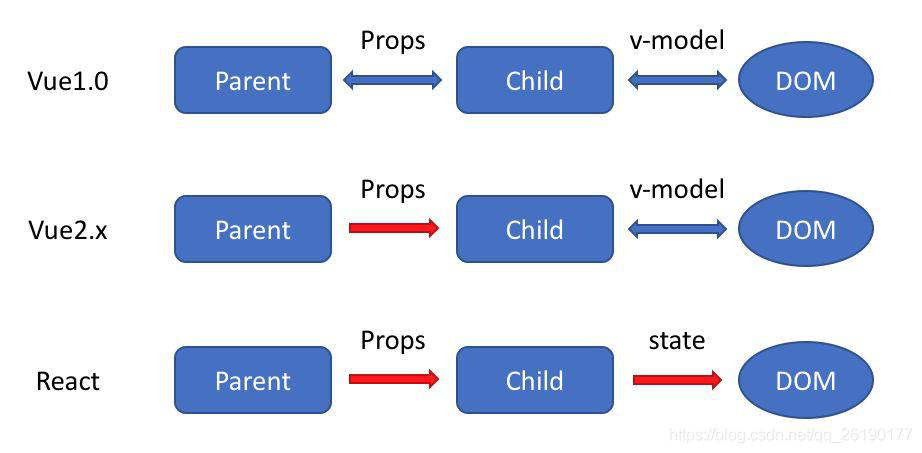 Props v-model
Vue1.0 Parent Child DOM
Props v-model
Vue2.x Parent Child DOM
Props state
React Parent Child DOM
https://blog.csdn.net/qq_26190177